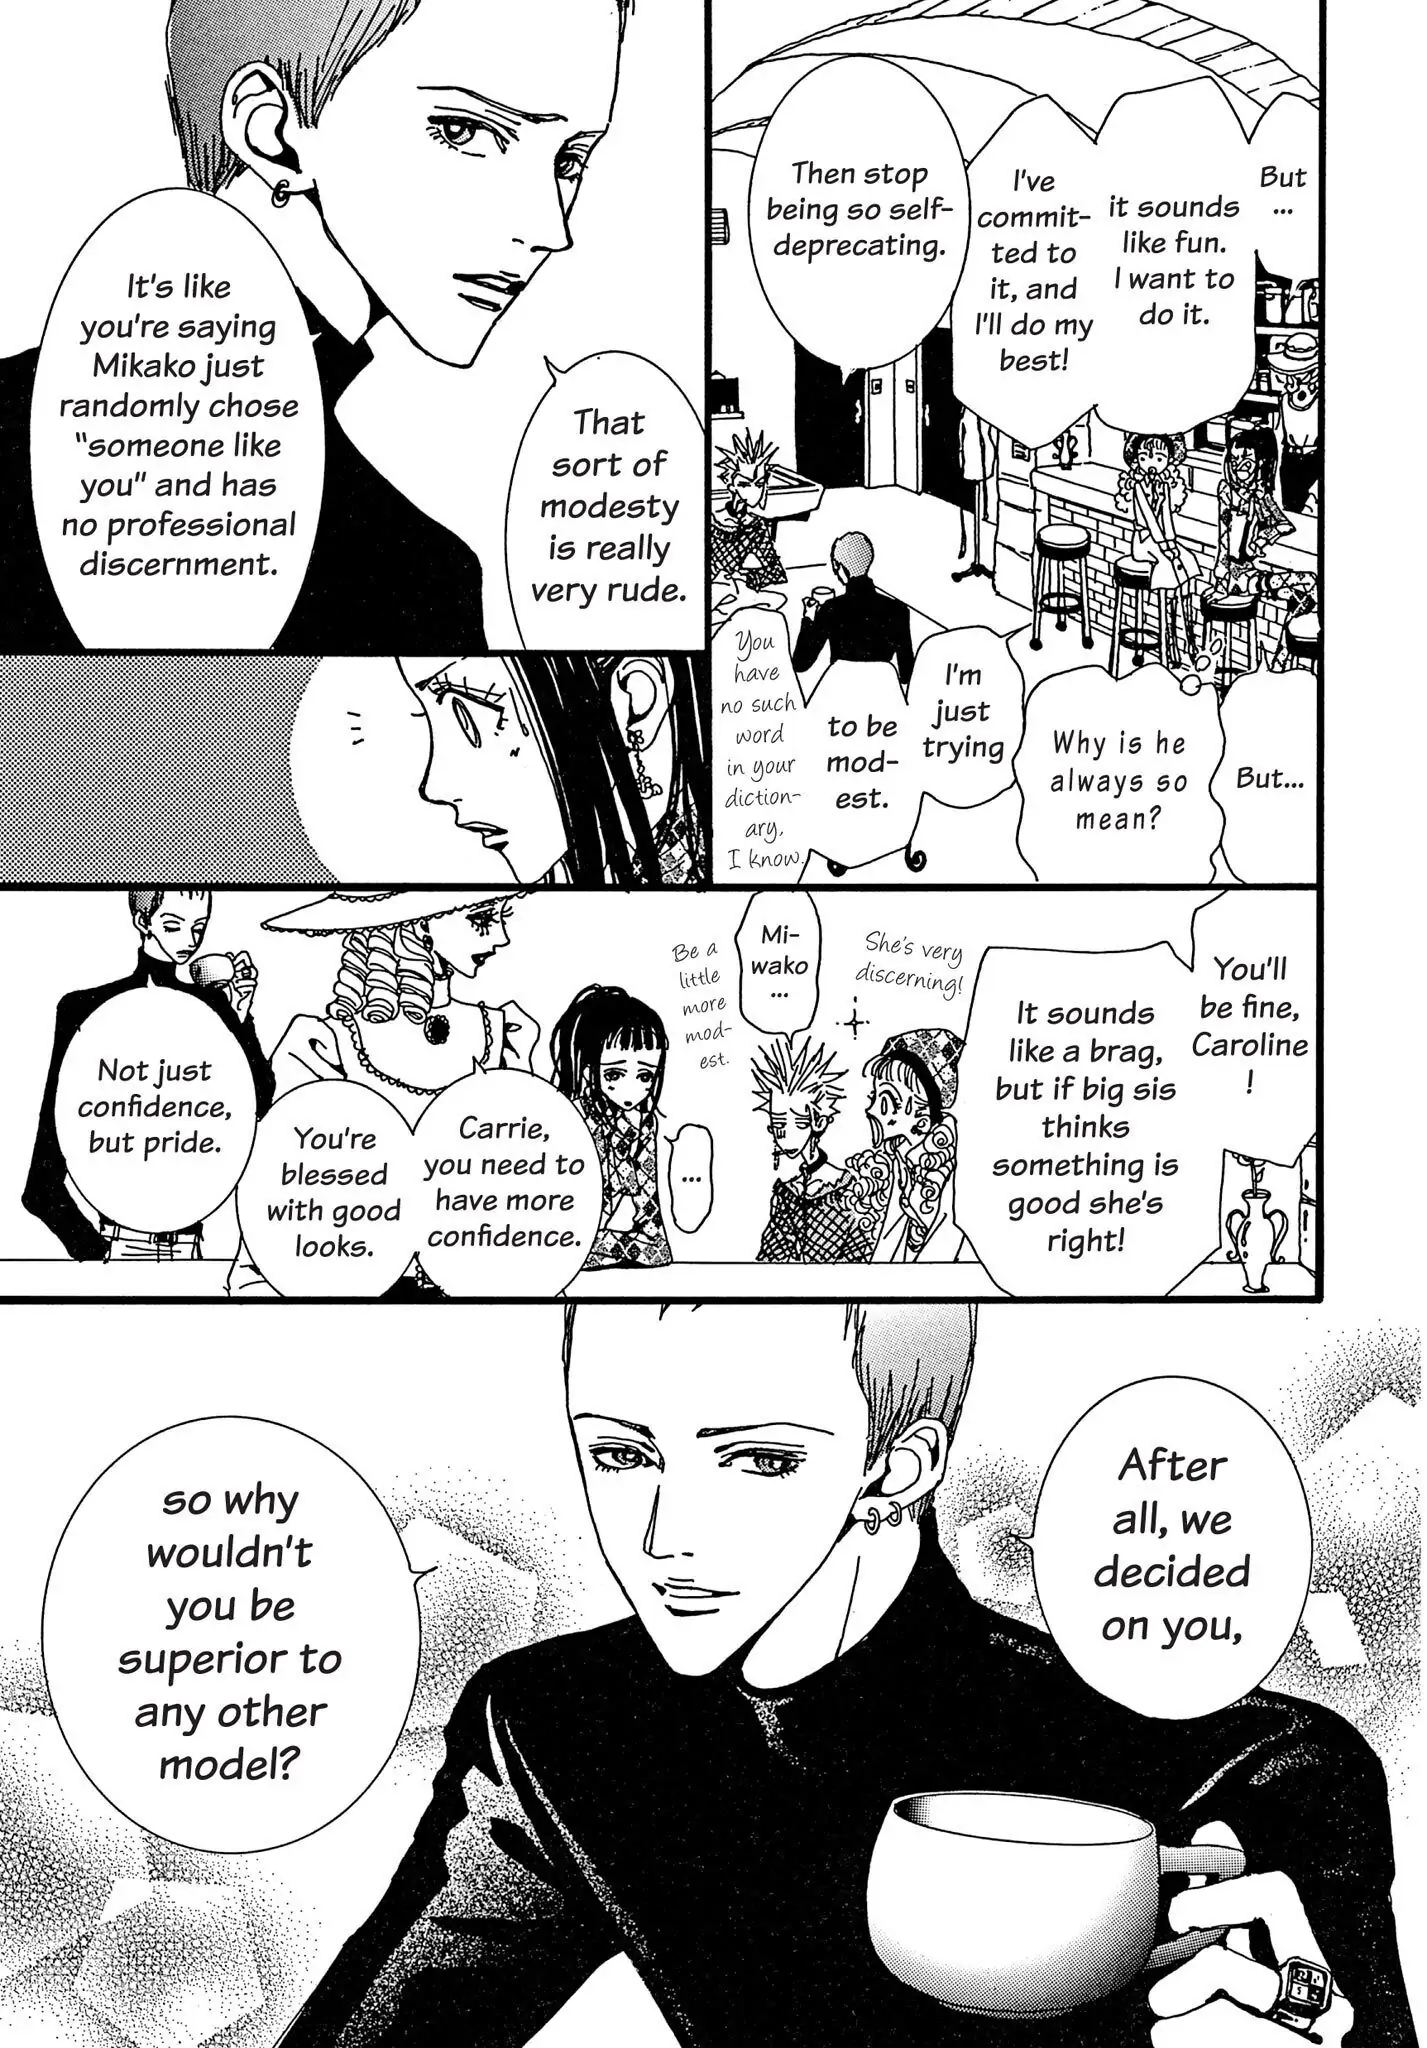 But
...
it sounds
like fun.
I want to
do it.
I've
commit-
ted to
it, and
I'll do my
best!
Then stop
being so self-
deprecating.
But...
Why is he
always so
mean?
I'm
just
trying
to be
mod-
est.
You
have
no such
word
in your
diction-
ary,
I know.
That
sort of
modesty
is really
very rude.
It's like
you're saying
Mikako just
randomly chose
"someone like
you" and has
no professional
discernment.
You'll
be fine,
Caroline
!
It sounds
like a brag,
but if big sis
thinks
something is
good she's
right!
She's very
discerning!
Mi-
wako
...
Be a
little
more
mod-
est.
...
Carrie,
you need to
have more
confidence.
You're
blessed
with good
looks.
Not just
confidence,
but pride.
After
all, we
decided
on you,
so why
wouldn't
you be
superior to
any other
model?